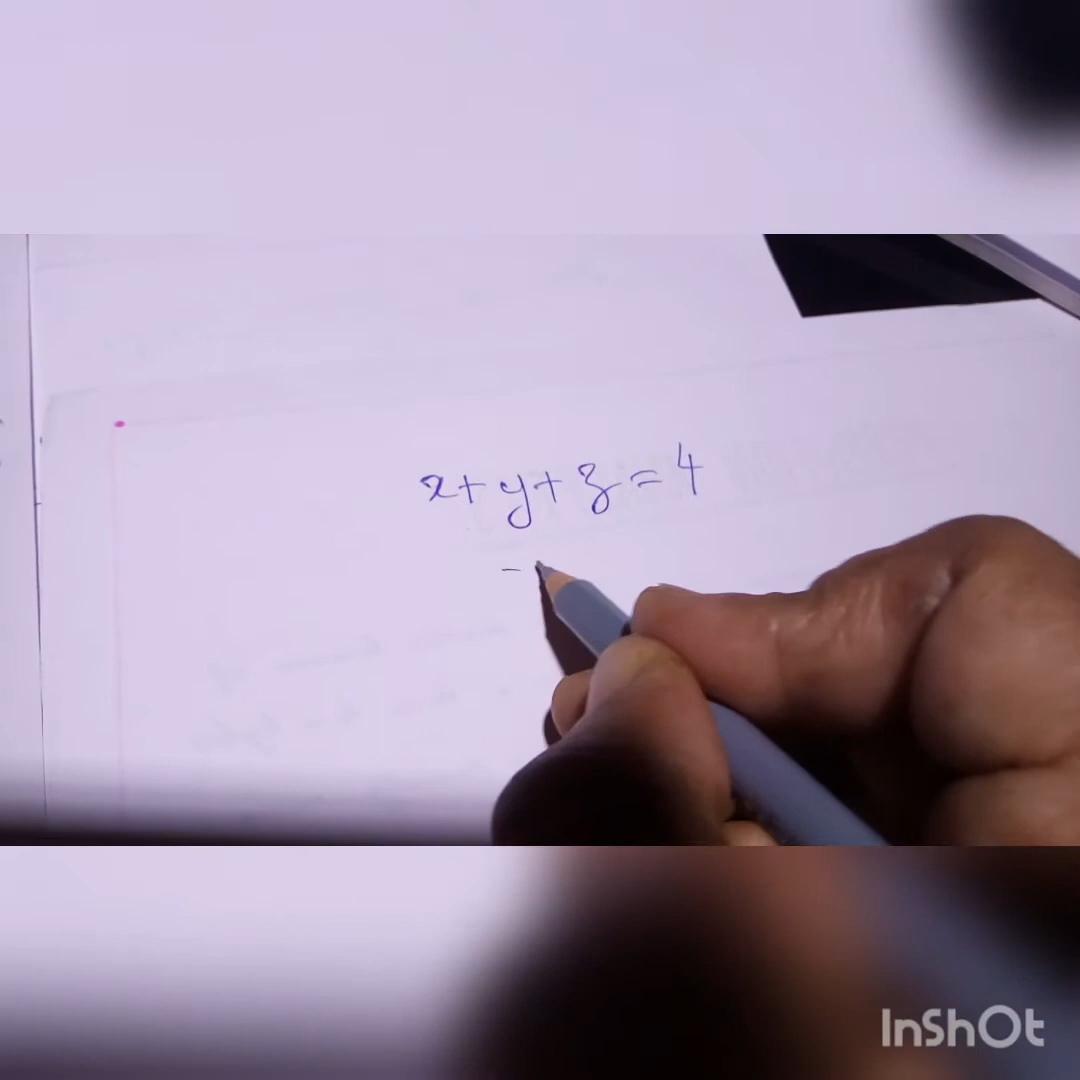 x + y + z = 4
-
InShOt